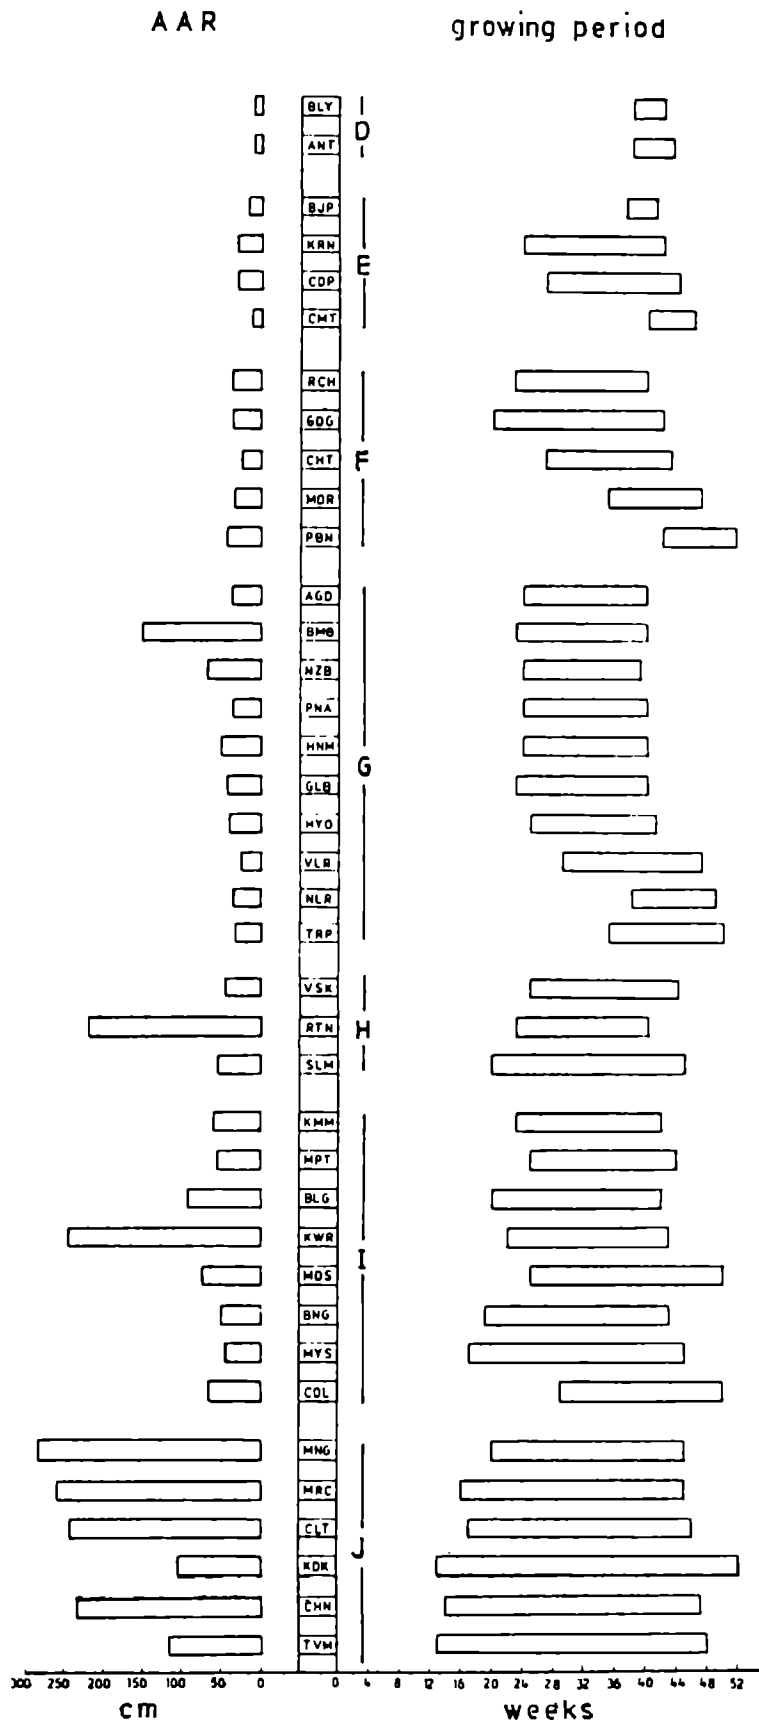 AAR growing period
BLY
D
ANT
BJP
KRN
E
CDP
CMT
RCH
GDG
CHT F
MDR
PBN
AGD
BMB
NZB
PNA
HNM
G
GLB
HYD
VLR
NLR
TRP
VSK
RTN H
SLM
KMM
MPT
BLG
KWR
I
MDS
BNG
MYS
COL
MNG
MRC
CLT
J
KDK
CHN
TVM
300 250 200 150 100 50 0 0 4 8 12 16 20 24 28 32 36 40 44 48 52
cm weeks